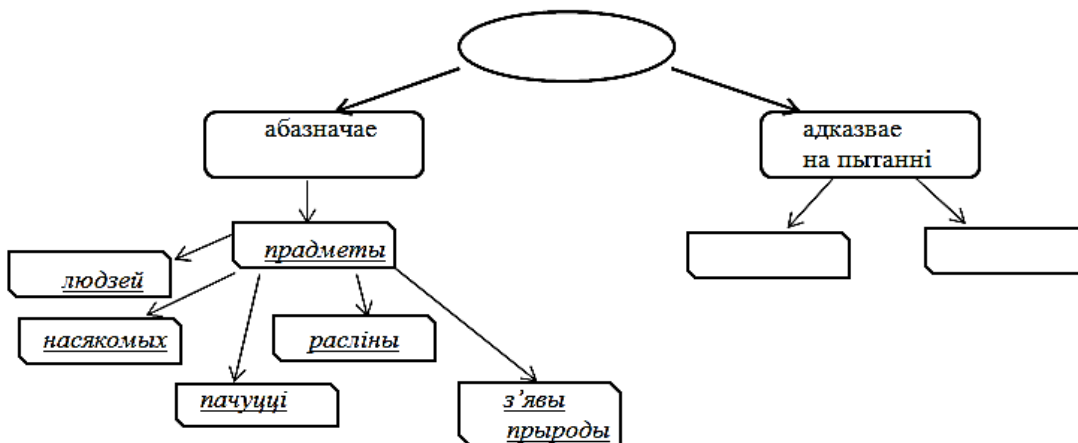 абазначае
адказвае
на пытанні
прадметы
людзей
насякомых
расліны
пачуцці
з’явы
прыроды